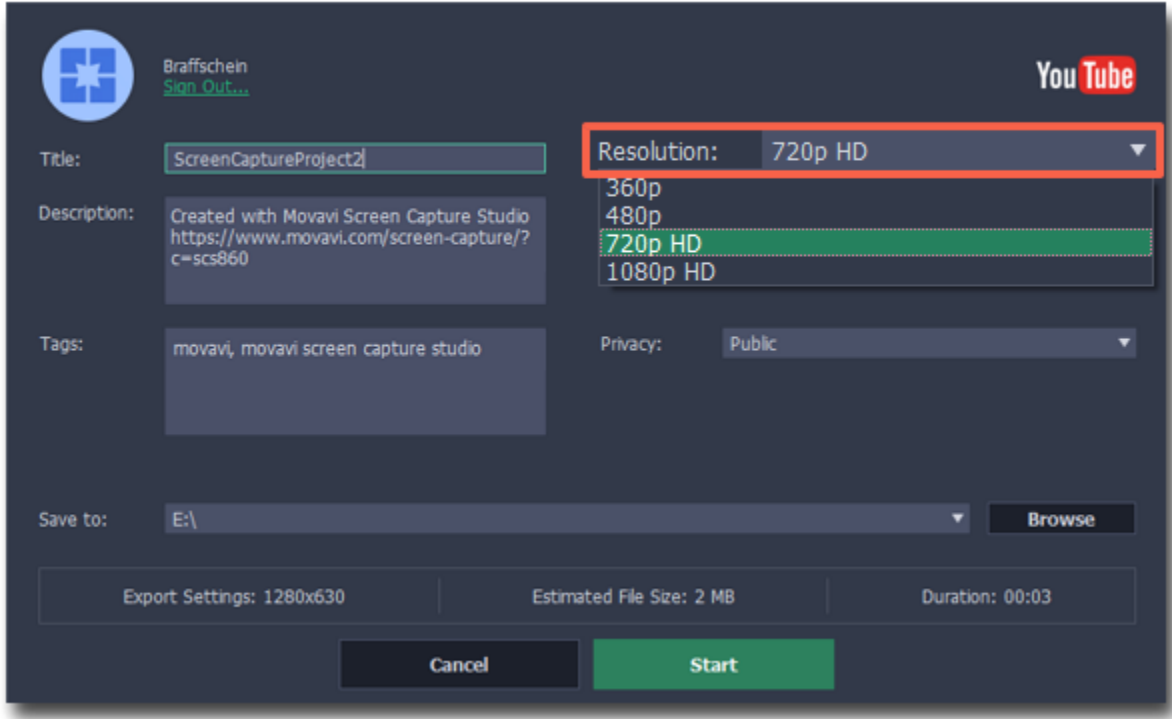 Braffschein
Sign Out...
YouTube
Title: ScreenCaptureProject2
Resolution: 720p HD
360p
480p
720p HD
1080p HD
Description: Created with Movavi Screen Capture Studio
https://www.movavi.com/screen-capture/?
c=scs860
Tags: movavi, movavi screen capture studio
Privacy: Public
Save to: E:\
Browse
Export Settings: 1280x630
Estimated File Size: 2 MB
Duration: 00:03
Cancel
Start